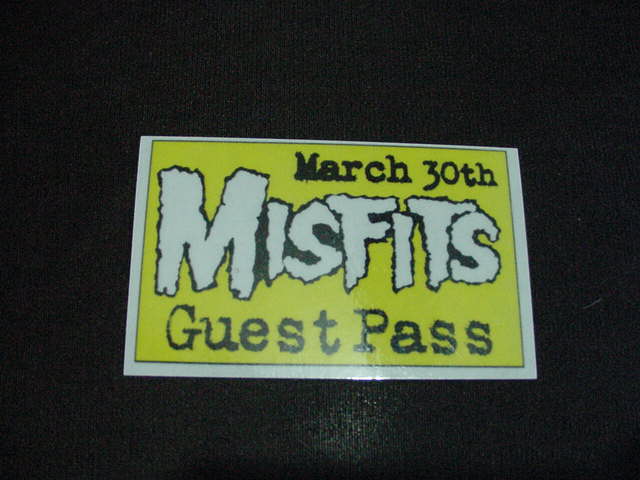 March 30th
MISFITS
Guest Pass